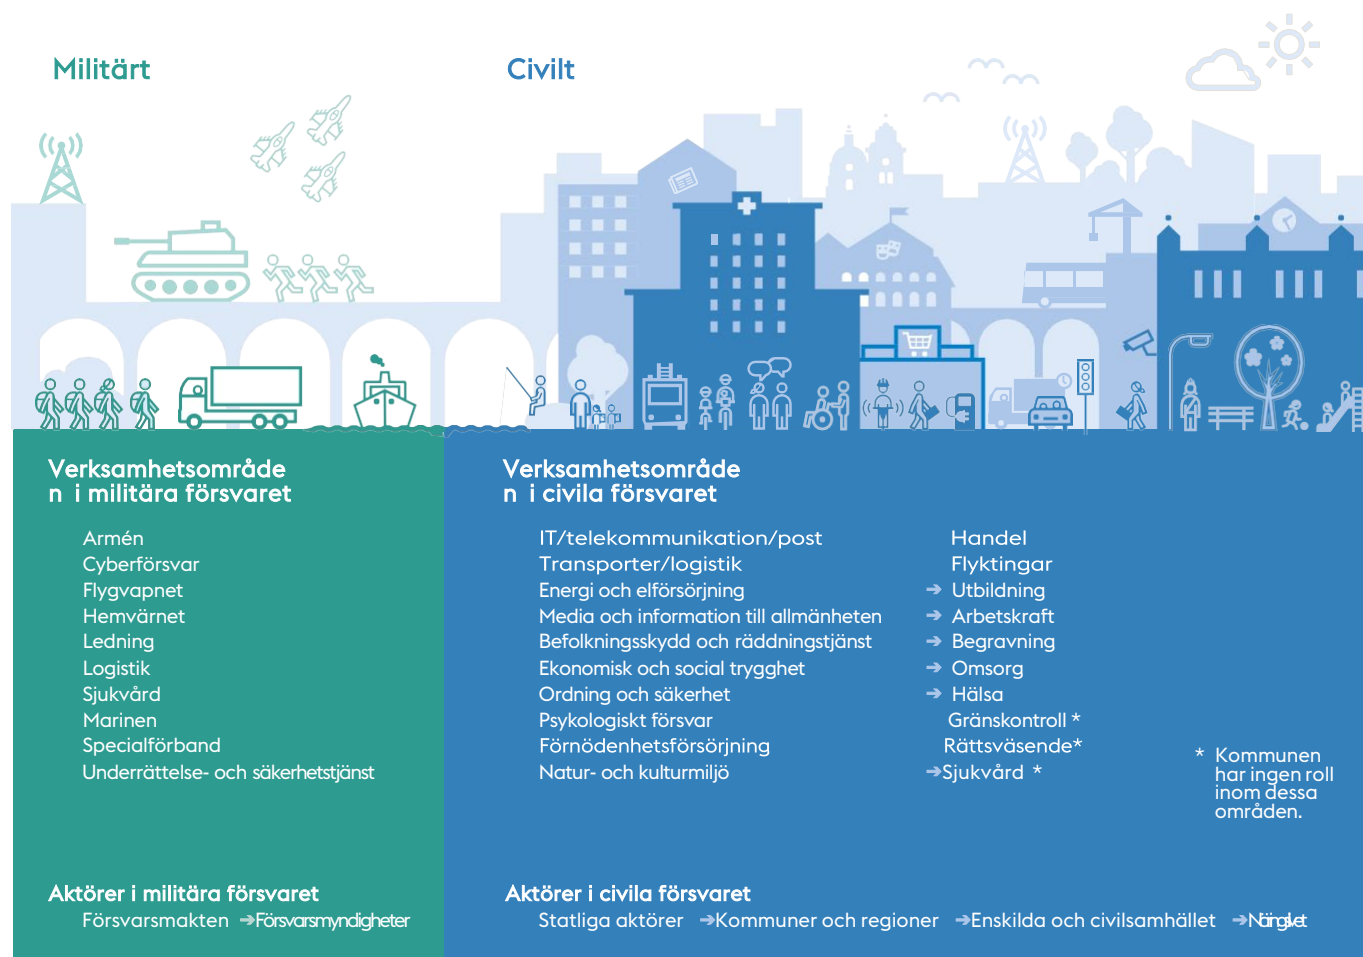 Militärt
Civilt
Verksamhetsområde
n i militära försvaret
Armén
Cyberförsvar
Flygvapnet
Hemvärnet
Ledning
Logistik
Sjukvård
Marinen
Specialförband
Underrättelse- och säkerhetstjänst
Aktörer i militära försvaret
Försvarsmakten ➔Försvarsmyndigheter
Verksamhetsområde
n i civila försvaret
IT/telekommunikation/post
Transporter/logistik
Energi och elförsörjning
Media och information till allmänheten
Befolkningsskydd och räddningstjänst
Ekonomisk och social trygghet
Ordning och säkerhet
Psykologiskt försvar
Förnödenhetsförsörjning
Natur- och kulturmiljö
Handel
Flyktingar
➔ Utbildning
➔ Arbetskraft
➔ Begravning
➔ Omsorg
➔ Hälsa
Gränskontroll *
Rättsväsende*
➔Sjukvård *
* Kommunen
har ingen roll
inom dessa
områden.
Aktörer i civila försvaret
Statliga aktörer ➔Kommuner och regioner ➔Enskilda och civilsamhället ➔